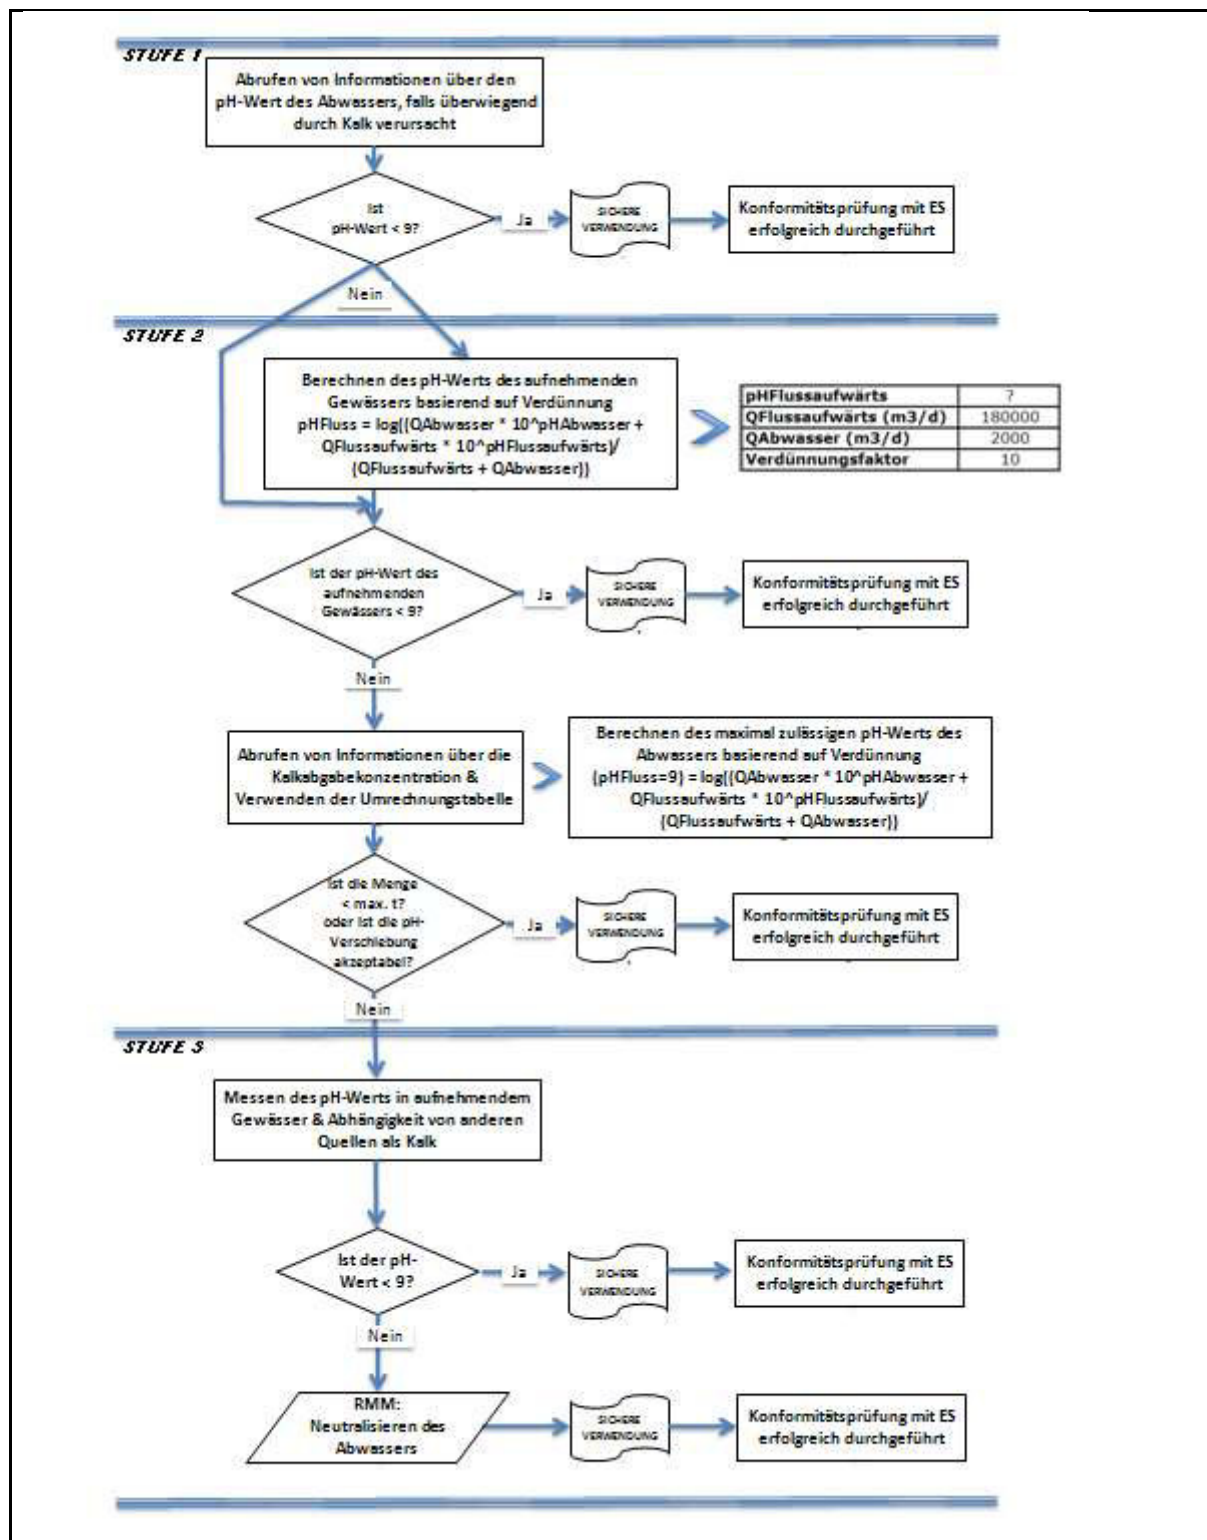 STUFE 1
Abrufen von Informationen über den
pH-Wert des Abwassers, falls überwiegend
durch Kalk verursacht
Ist
pH-Wert < 9?
Ja
SICHERE
VERWENDUNG
Konformitätsprüfung mit ES
erfolgreich durchgeführt
Nein
STUFE 2
Berechnen des pH-Werts des aufnehmenden
Gewässers basierend auf Verdünnung
pHFluss = log((QAbwasser * 10^pHAbwasser +
QFlussaufwärts * 10^pHFlussaufwärts)/
(QFlussaufwärts + QAbwasser))
pHFlussaufwärts ?
QFlussaufwärts (m3/d) 180000
QAbwasser (m3/d) 2000
Verdünnungsfaktor 10
Ist der pH-Wert des
aufnehmenden
Gewässers < 9?
Ja
SICHERE
VERWENDUNG
Konformitätsprüfung mit ES
erfolgreich durchgeführt
Nein
Abrufen von Informationen über die
Kalkabgabekonzentration &
Verwenden der Umrechnungstabelle
Berechnen des maximal zulässigen pH-Werts des
Abwassers basierend auf Verdünnung
(pHFluss=9) = log((QAbwasser * 10^pHAbwasser +
QFlussaufwärts * 10^pHFlussaufwärts)/
(QFlussaufwärts + QAbwasser))
Ist die Menge
< max. t?
oder ist die pH-
Verschiebung
akzeptabel?
Ja
SICHERE
VERWENDUNG
Konformitätsprüfung mit ES
erfolgreich durchgeführt
Nein
STUFE 3
Messen des pH-Werts in aufnehmendem
Gewässer & Abhängigkeit von anderen
Quellen als Kalk
Ist der pH-
Wert < 9?
Ja
SICHERE
VERWENDUNG
Konformitätsprüfung mit ES
erfolgreich durchgeführt
Nein
RMM:
Neutralisieren des
Abwassers
SICHERE
VERWENDUNG
Konformitätsprüfung mit ES
erfolgreich durchgeführt